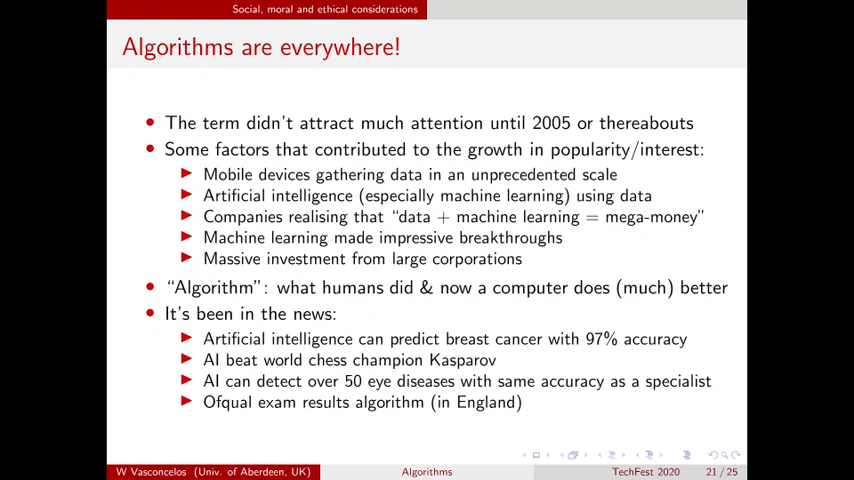 Social, moral and ethical considerations
Algorithms are everywhere!
The term didn't attract much attention until 2005 or thereabouts
Some factors that contributed to the growth in popularity/interest:
Mobile devices gathering data in an unprecedented scale
Artificial intelligence (especially machine learning) using data
Companies realising that “data + machine learning = mega-money”
Machine learning made impressive breakthroughs
Massive investment from large corporations
“Algorithm”: what humans did & now a computer does (much) better
It's been in the news:
Artificial intelligence can predict breast cancer with 97% accuracy
AI beat world chess champion Kasparov
AI can detect over 50 eye diseases with same accuracy as a specialist
Ofqual exam results algorithm (in England)
W Vasconcelos (Univ. of Aberdeen, UK) Algorithms TechFest 2020 21 / 25